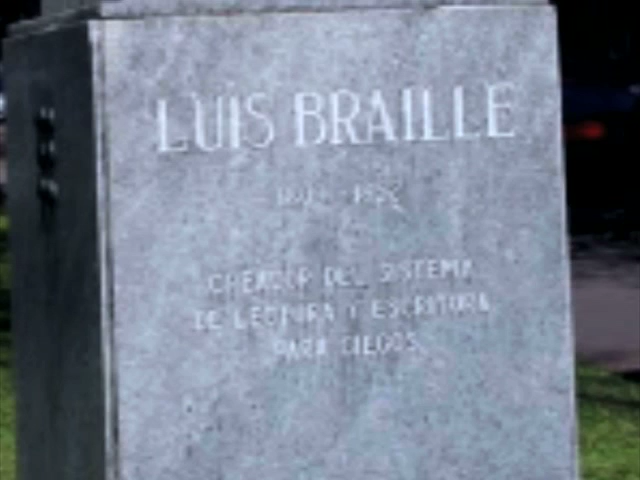 LUIS BRAILLE
CREADOR DEL SISTEMA
DE LECTURA Y ESCRITURA
PARA CIEGOS